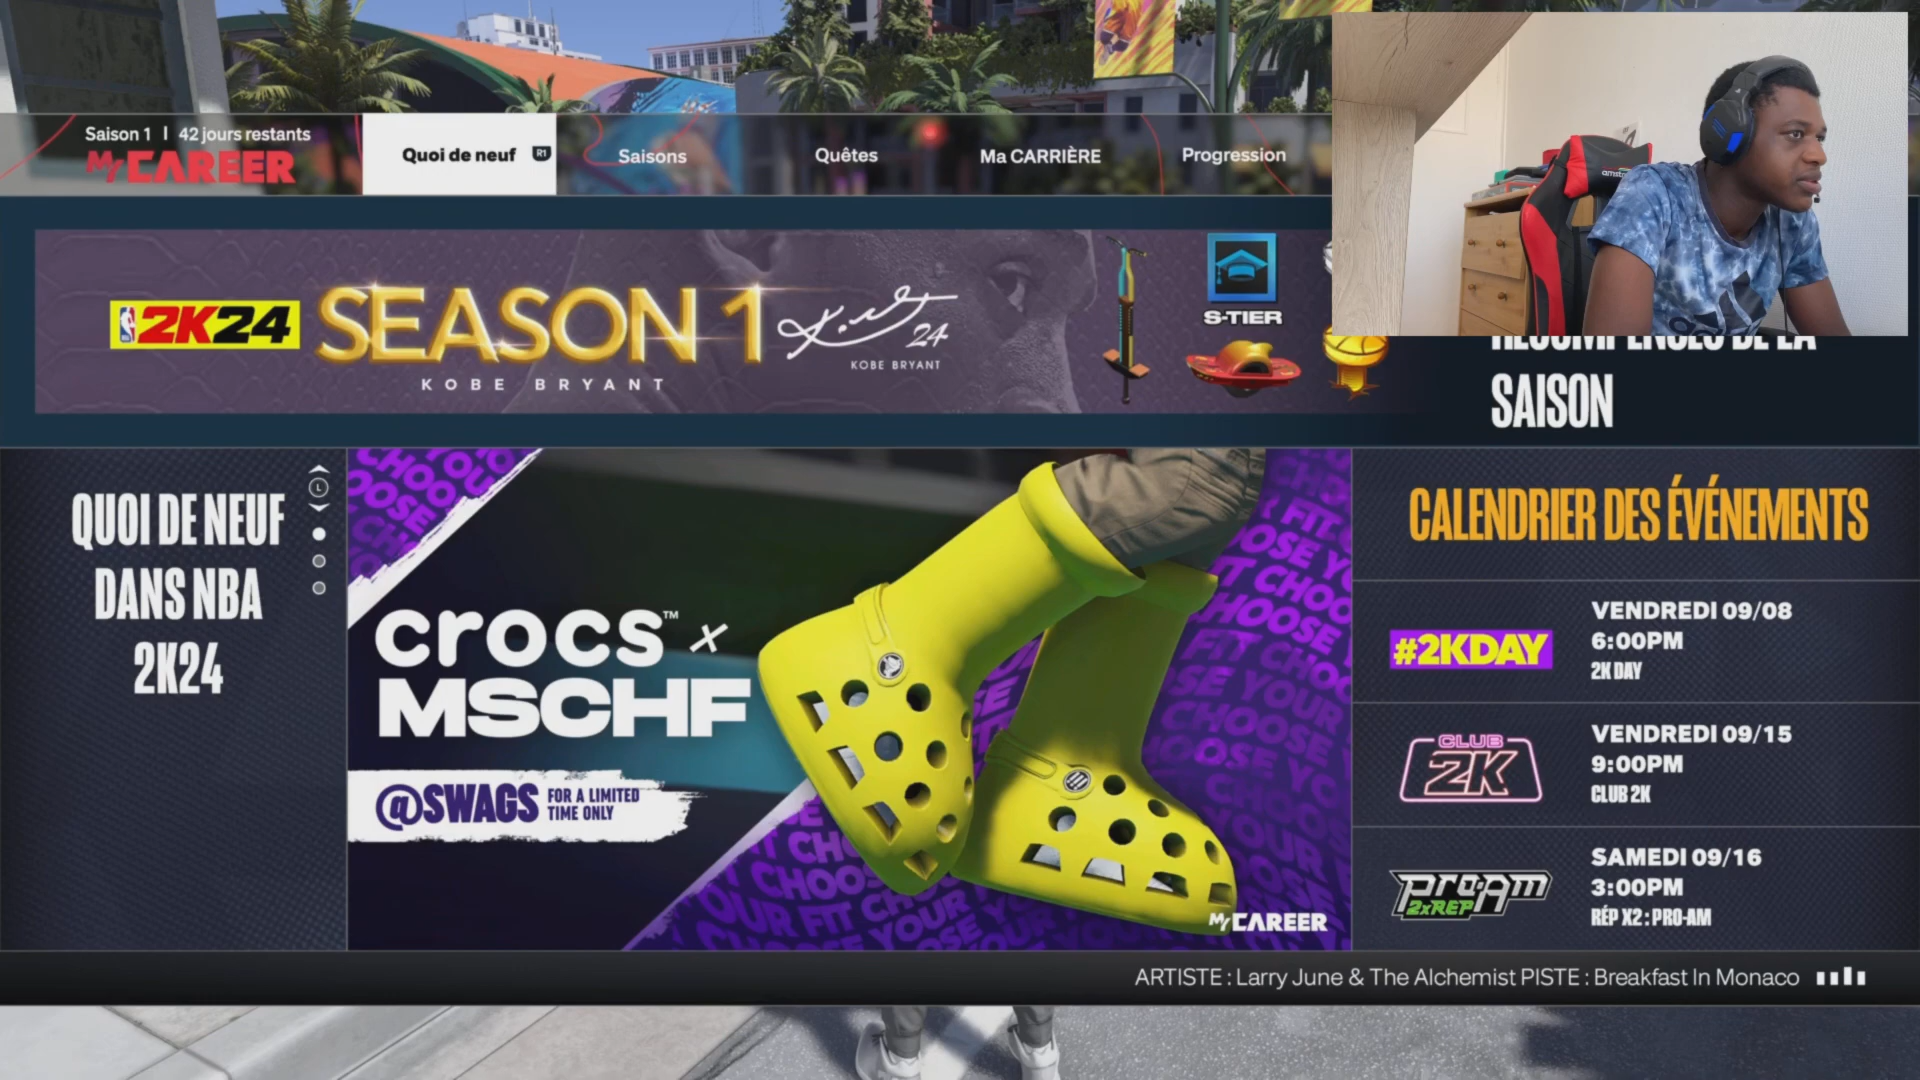 Saison 1 | 42 jours restants
MyCAREER
Quoi de neuf R1
Saisons
Quêtes
Ma CARRIÈRE
Progression
2K24 SEASON 1
24
KOBE BRYANT
KOBE BRYANT
S-TIER
RÉCOMPENSES DE LA
SAISON
QUOI DE NEUF
DANS NBA
2K24
L
crocs™ x
MSCHF
@SWAGS FOR A LIMITED
TIME ONLY
MyCAREER
CALENDRIER DES ÉVÉNEMENTS
#2KDAY
VENDREDI 09/08
6:00PM
2K DAY
CLUB
2K
VENDREDI 09/15
9:00PM
CLUB 2K
PRO-AM
2xREP
SAMEDI 09/16
3:00PM
RÉP X2 : PRO-AM
ARTISTE : Larry June & The Alchemist PISTE : Breakfast In Monaco